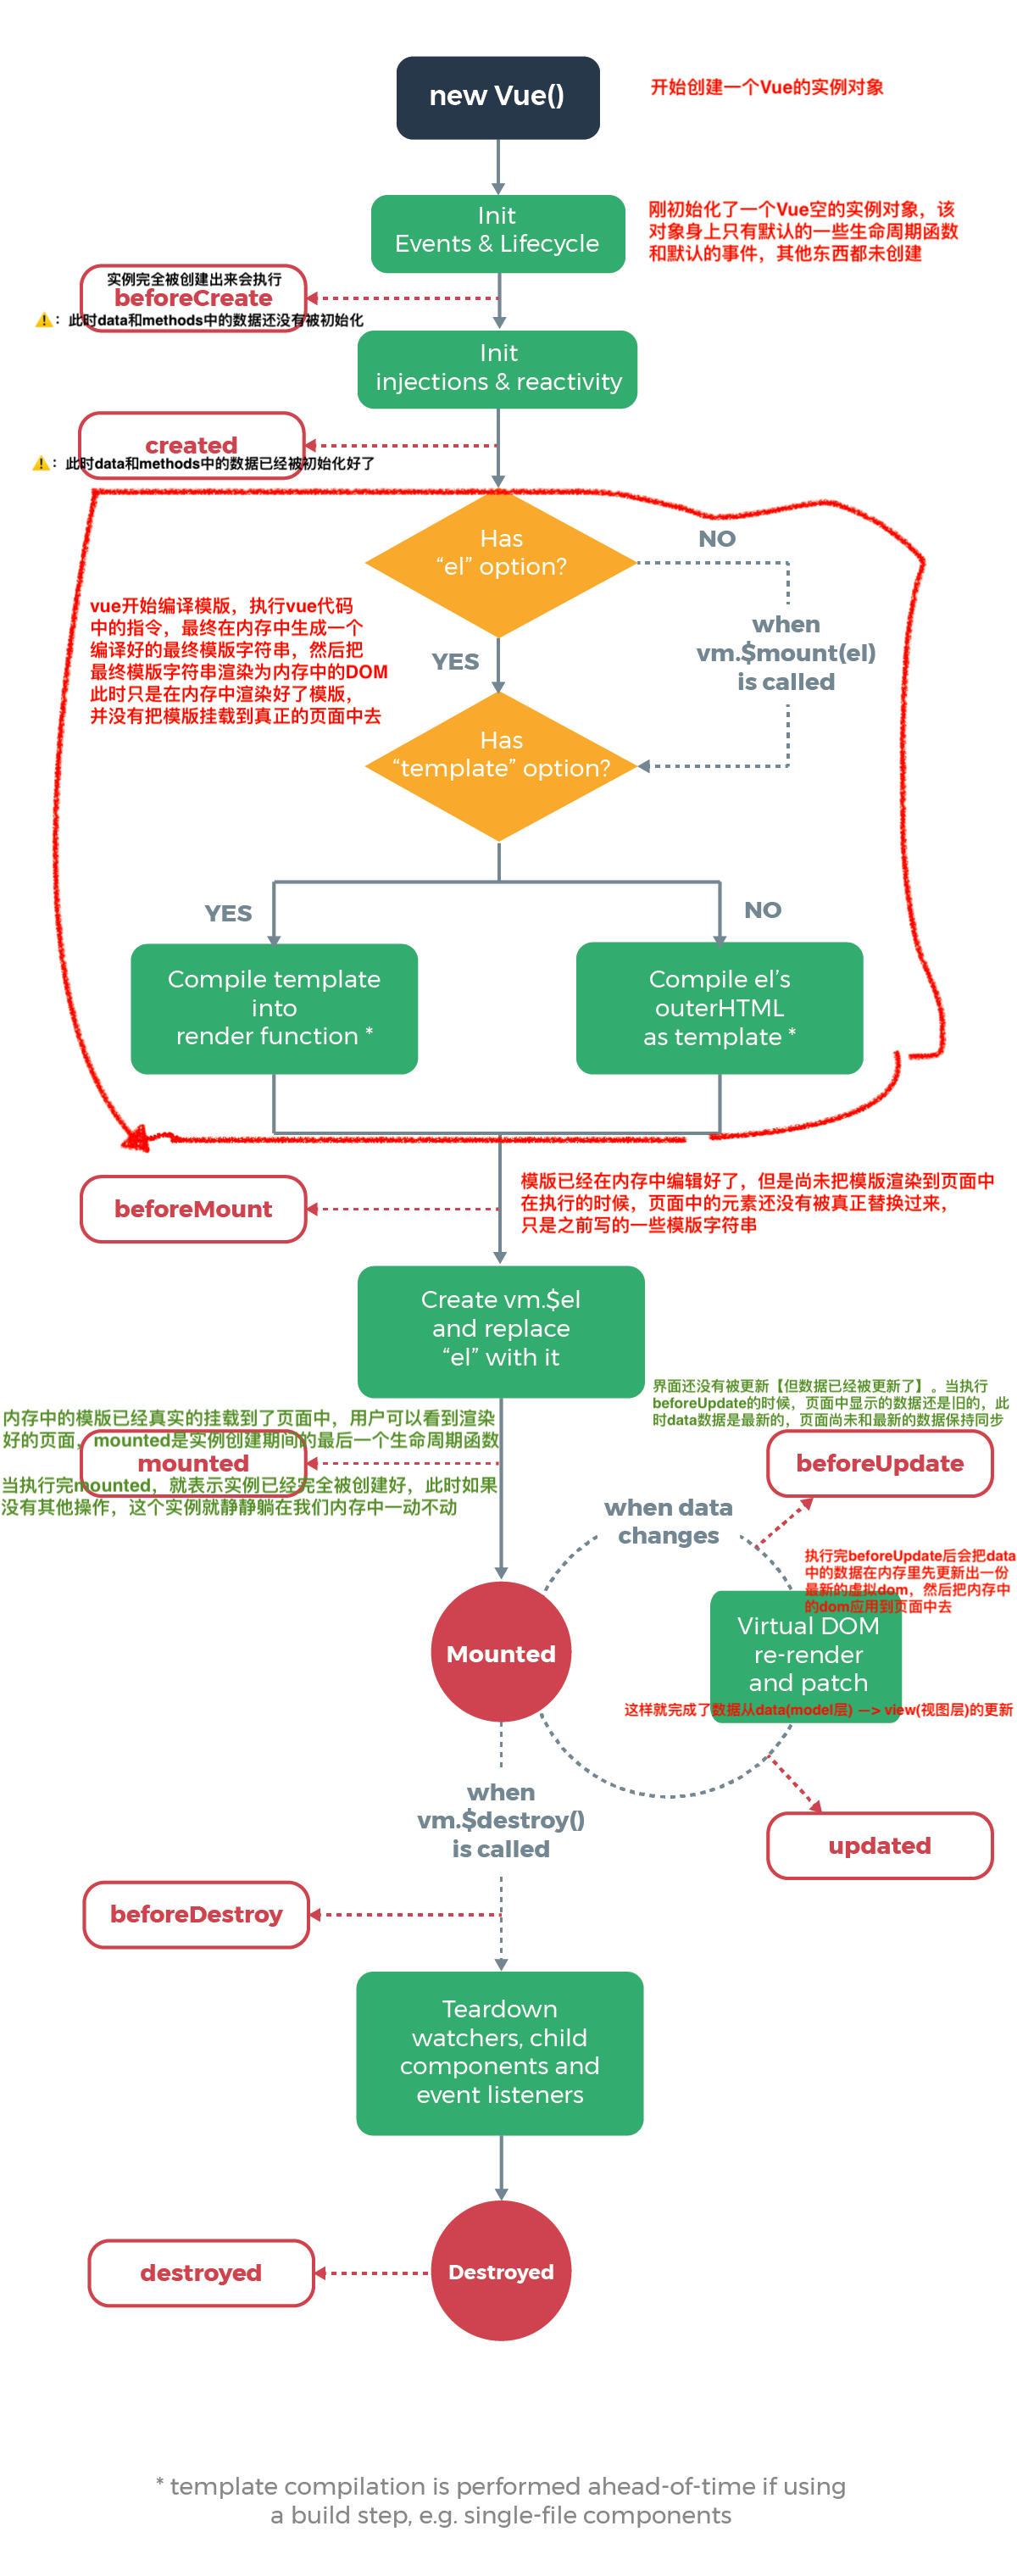 new Vue()
开始创建一个Vue的实例对象
Init
Events & Lifecycle
刚初始化了一个Vue空的实例对象，该
对象身上只有默认的一些生命周期函数
和默认的事件，其他东西都未创建
实例完全被创建出来会执行
beforeCreate
⚠️：此时data和methods中的数据还没有被初始化
Init
injections & reactivity
created
⚠️：此时data和methods中的数据已经被初始化好了
Has
“el” option?
NO
when
vm.$mount(el)
is called
YES
vue开始编译模版，执行vue代码
中的指令，最终在内存中生成一个
编译好的最终模版字符串，然后把
最终模版字符串渲染为内存中的DOM
此时只是在内存中渲染好了模版，
并没有把模版挂载到真正的页面中去
Has
“template” option?
YES
NO
Compile template
into
render function *
Compile el’s
outerHTML
as template *
beforeMount
模版已经在内存中编辑好了，但是尚未把模版渲染到页面中
在执行的时候，页面中的元素还没有被真正替换过来，
只是之前写的一些模版字符串
Create vm.$el
and replace
“el” with it
界面还没有被更新【但数据已经被更新了】。当执行
beforeUpdate的时候，页面中显示的数据还是旧的，此
时data数据是最新的，页面尚未和最新的数据保持同步
内存中的模版已经真实的挂载到了页面中，用户可以看到渲染
好的页面，mounted是实例创建期间的最后一个生命周期函数
mounted
当执行完mounted，就表示实例已经完全被创建好，此时如果
没有其他操作，这个实例就静静躺在我们内存中一动不动
beforeUpdate
when data
changes
执行完beforeUpdate后会把data
中的数据在内存里先更新出一份
最新的虚拟dom，然后把内存中
的dom应用到页面中去
Mounted
Virtual DOM
re-render
and patch
这样就完成了数据从data(model层) —> view(视图层)的更新
when
vm.$destroy()
is called
updated
beforeDestroy
Teardown
watchers, child
components and
event listeners
destroyed
Destroyed
* template compilation is performed ahead-of-time if using
a build step, e.g. single-file components